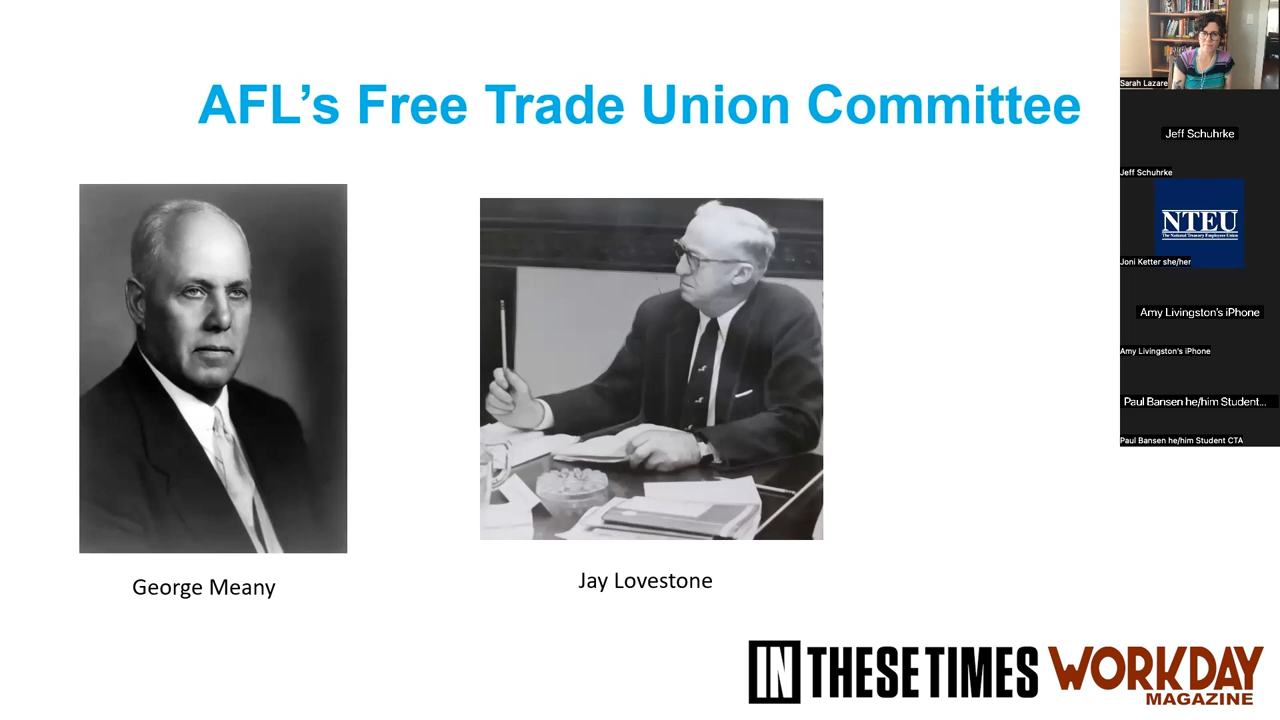 AFL's Free Trade Union Committee
George Meany
Jay Lovestone
IN THESE TIMES
WORKDAY
MAGAZINE
Sarah Lazare
Jeff Schuhrke
Jeff Schuhrke
NTEU
The National Treasury Employees Union
Joni Ketter she/her
Amy Livingston's iPhone
Amy Livingston's iPhone
Paul Bansen he/him Student...
Paul Bansen he/him Student CTA